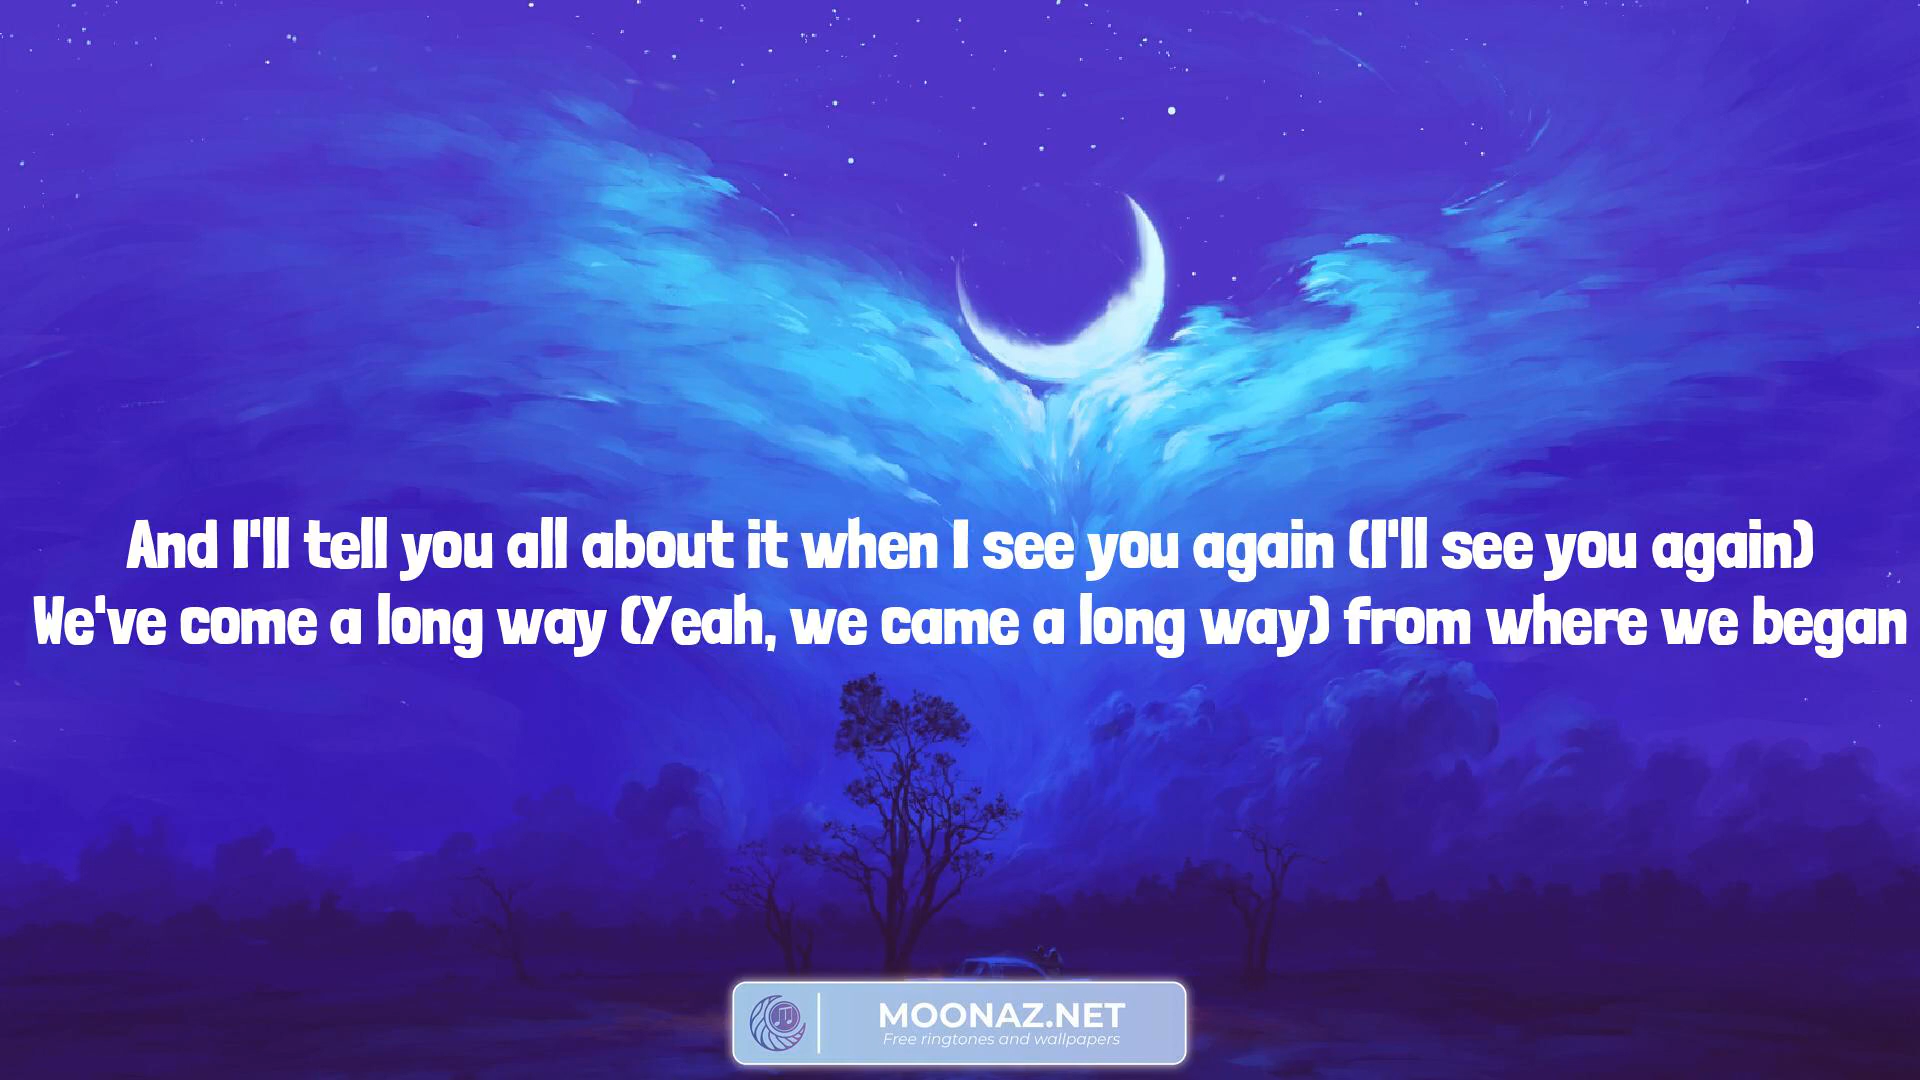 And I'll tell you all about it when I see you again (I'll see you again)
We've come a long way (Yeah, we came a long way) from where we began
MOONAZ.NET
Free ringtones and wallpapers